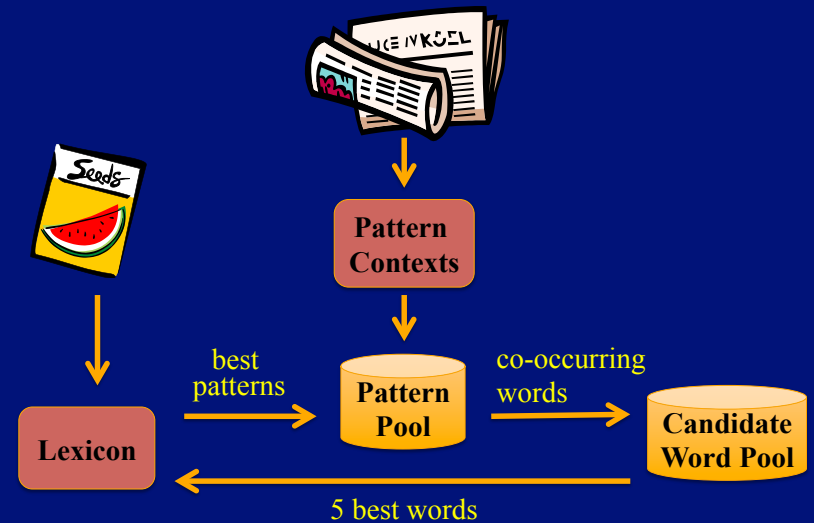 Seeds
Pattern
Contexts
best
patterns
co-occurring
words
Pattern
Pool
Lexicon
Candidate
Word Pool
5 best words